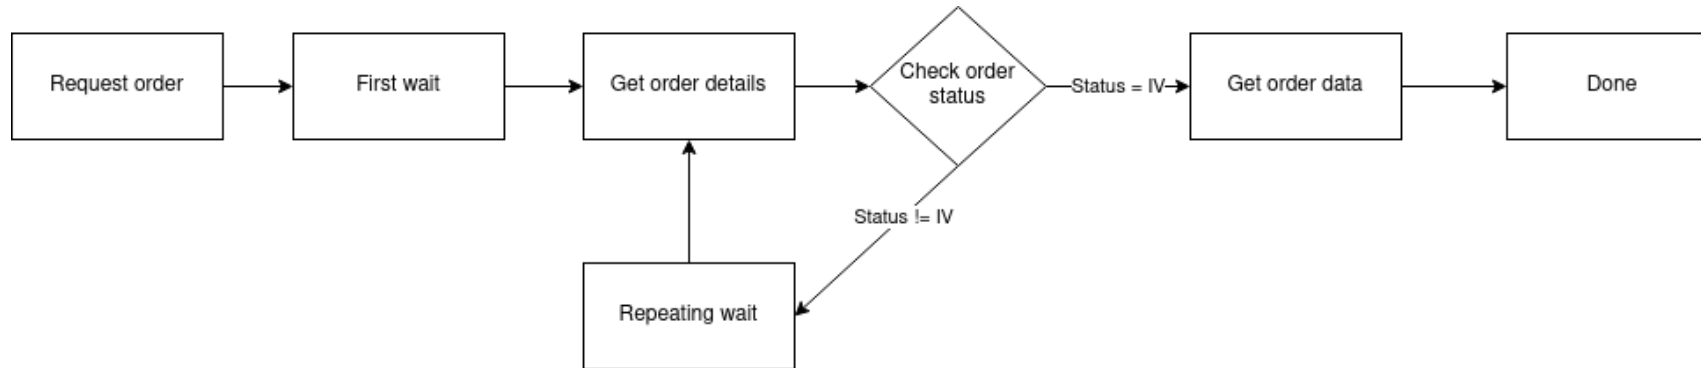 Request order
First wait
Get order details
Check order
status
Status = IV
Get order data
Done
Status != IV
Repeating wait